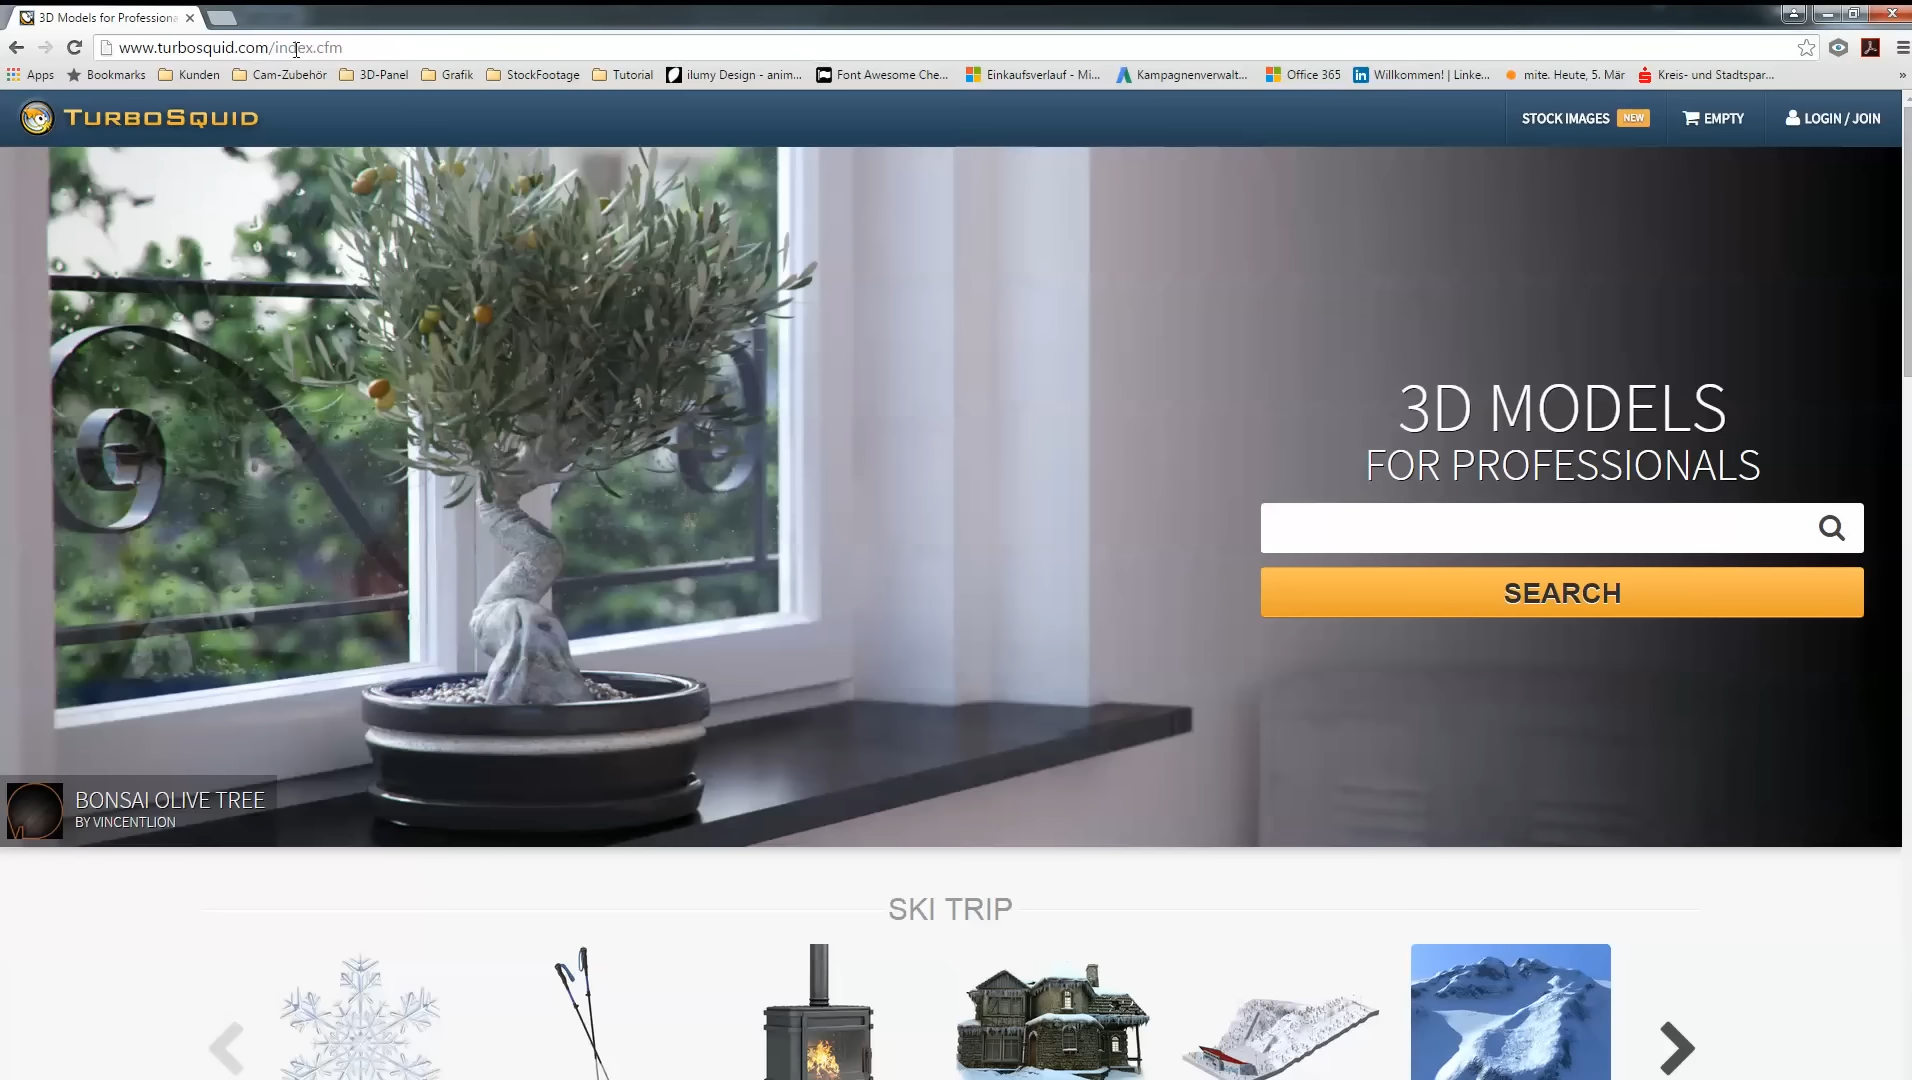 3D Models for Professiona
www.turbosquid.com/index.cfm
Apps Bookmarks Kunden Cam-Zubehör 3D-Panel Grafik StockFootage Tutorial ilumy Design - anim... Font Awesome Che... Einkaufsverlauf - Mi... Kampagnenverwalt... Office 365 Willkommen! | Linke... mite. Heute, 5. Mär Kreis- und Stadtspar... »
TURBOSQUID STOCK IMAGES NEW EMPTY LOGIN / JOIN
3D MODELS
FOR PROFESSIONALS
SEARCH
BONSAI OLIVE TREE
BY VINCENTLION
SKI TRIP